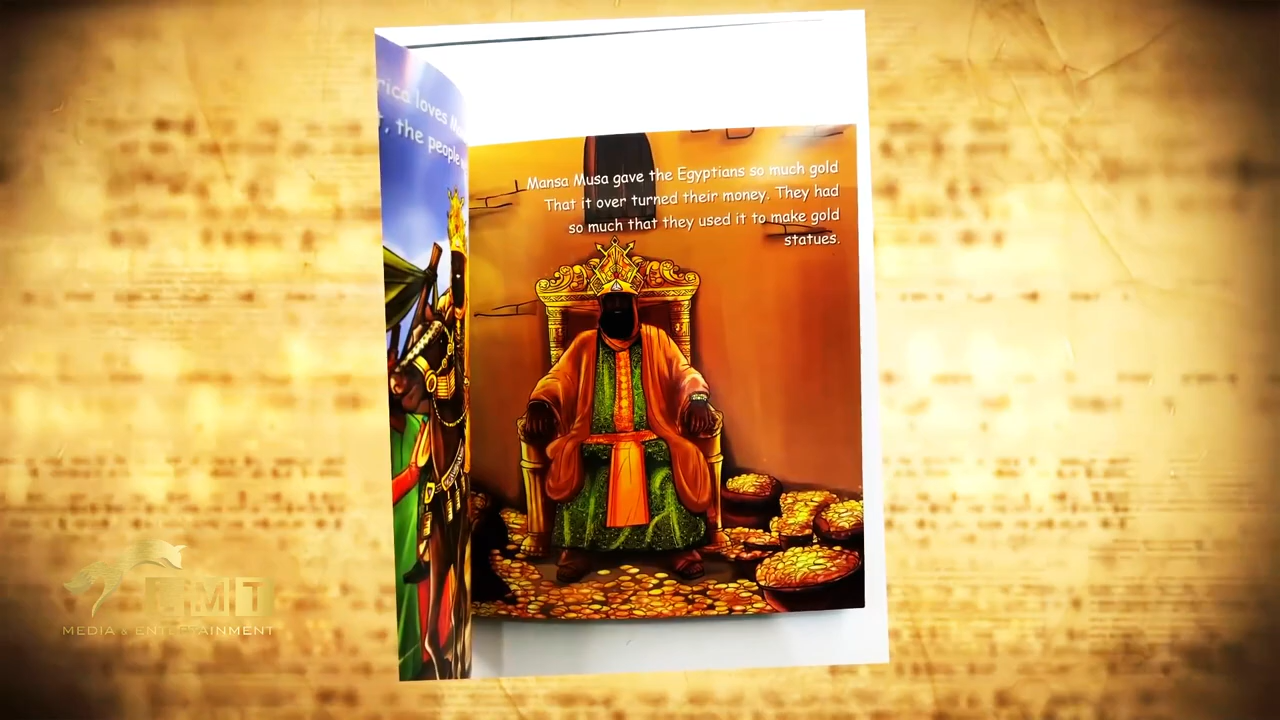 rica loves
, the people
Mansa Musa gave the Egyptians so much gold
That it over turned their money. They had
so much that they used it to make gold
statues.
MIT
MEDIA & ENTERTAINMENT